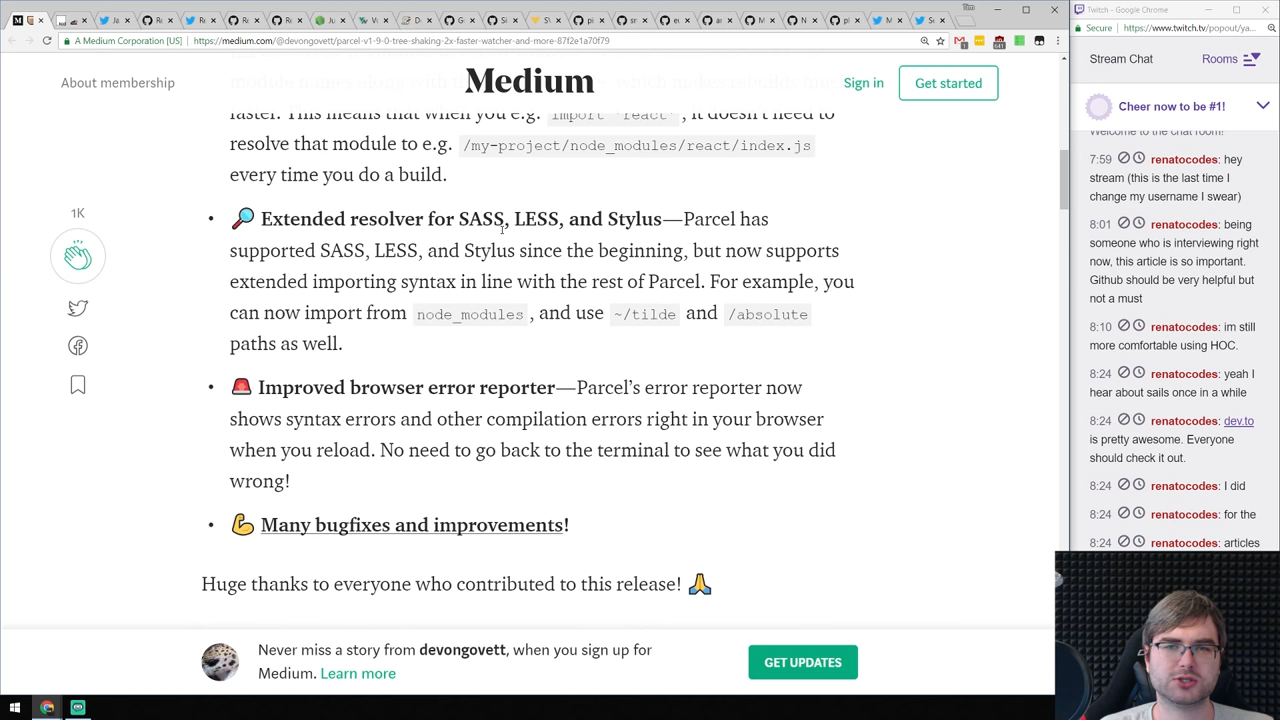 Twitch - Google Chrome
A Medium Corporation [US]
https://medium.com/@devongovett/parcel-v1-9-0-tree-shaking-2x-faster-watcher-and-more-87f2e1a70f79
Secure
https://www.twitch.tv/popout/ya...
About membership
Medium
Sign in
Get started
faster. This means that when you e.g. import 'react', it doesn't need to
resolve that module to e.g. /my-project/node_modules/react/index.js
every time you do a build.
1K
• 🔎 Extended resolver for SASS, LESS, and Stylus—Parcel has
supported SASS, LESS, and Stylus since the beginning, but now supports
extended importing syntax in line with the rest of Parcel. For example, you
can now import from node_modules, and use ~/tilde and /absolute
paths as well.
• 🚨 Improved browser error reporter—Parcel's error reporter now
shows syntax errors and other compilation errors right in your browser
when you reload. No need to go back to the terminal to see what you did
wrong!
• 💪 Many bugfixes and improvements!
Huge thanks to everyone who contributed to this release! 🙏
Never miss a story from devongovett, when you sign up for
Medium. Learn more
GET UPDATES
Stream Chat
Rooms
Cheer now to be #1!
Welcome to the chat room!
7:59 renatocodes: hey
stream (this is the last time I
change my username I swear)
8:01 renatocodes: being
someone who is interviewing right
now, this article is so important.
Github should be very helpful but
not a must
8:10 renatocodes: im still
more comfortable using HOC.
8:24 renatocodes: yeah I
hear about sails once in a while
8:24 renatocodes: dev.to
is pretty awesome. Everyone
should check it out.
8:24 renatocodes: I did
8:24 renatocodes: for the
8:24 renatocodes: articles